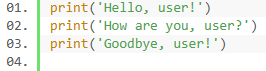 01. print('Hello, user!')
02. print('How are you, user?')
03. print('Goodbye, user!')
04.